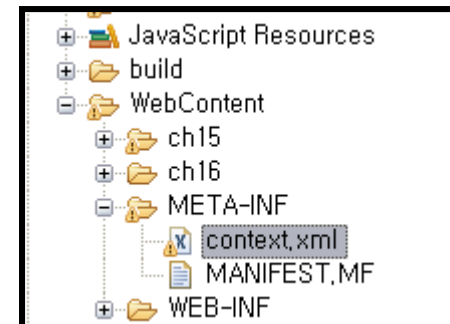 JavaScript Resources
build
WebContent
ch15
ch16
META-INF
context.xml
MANIFEST.MF
WEB-INF